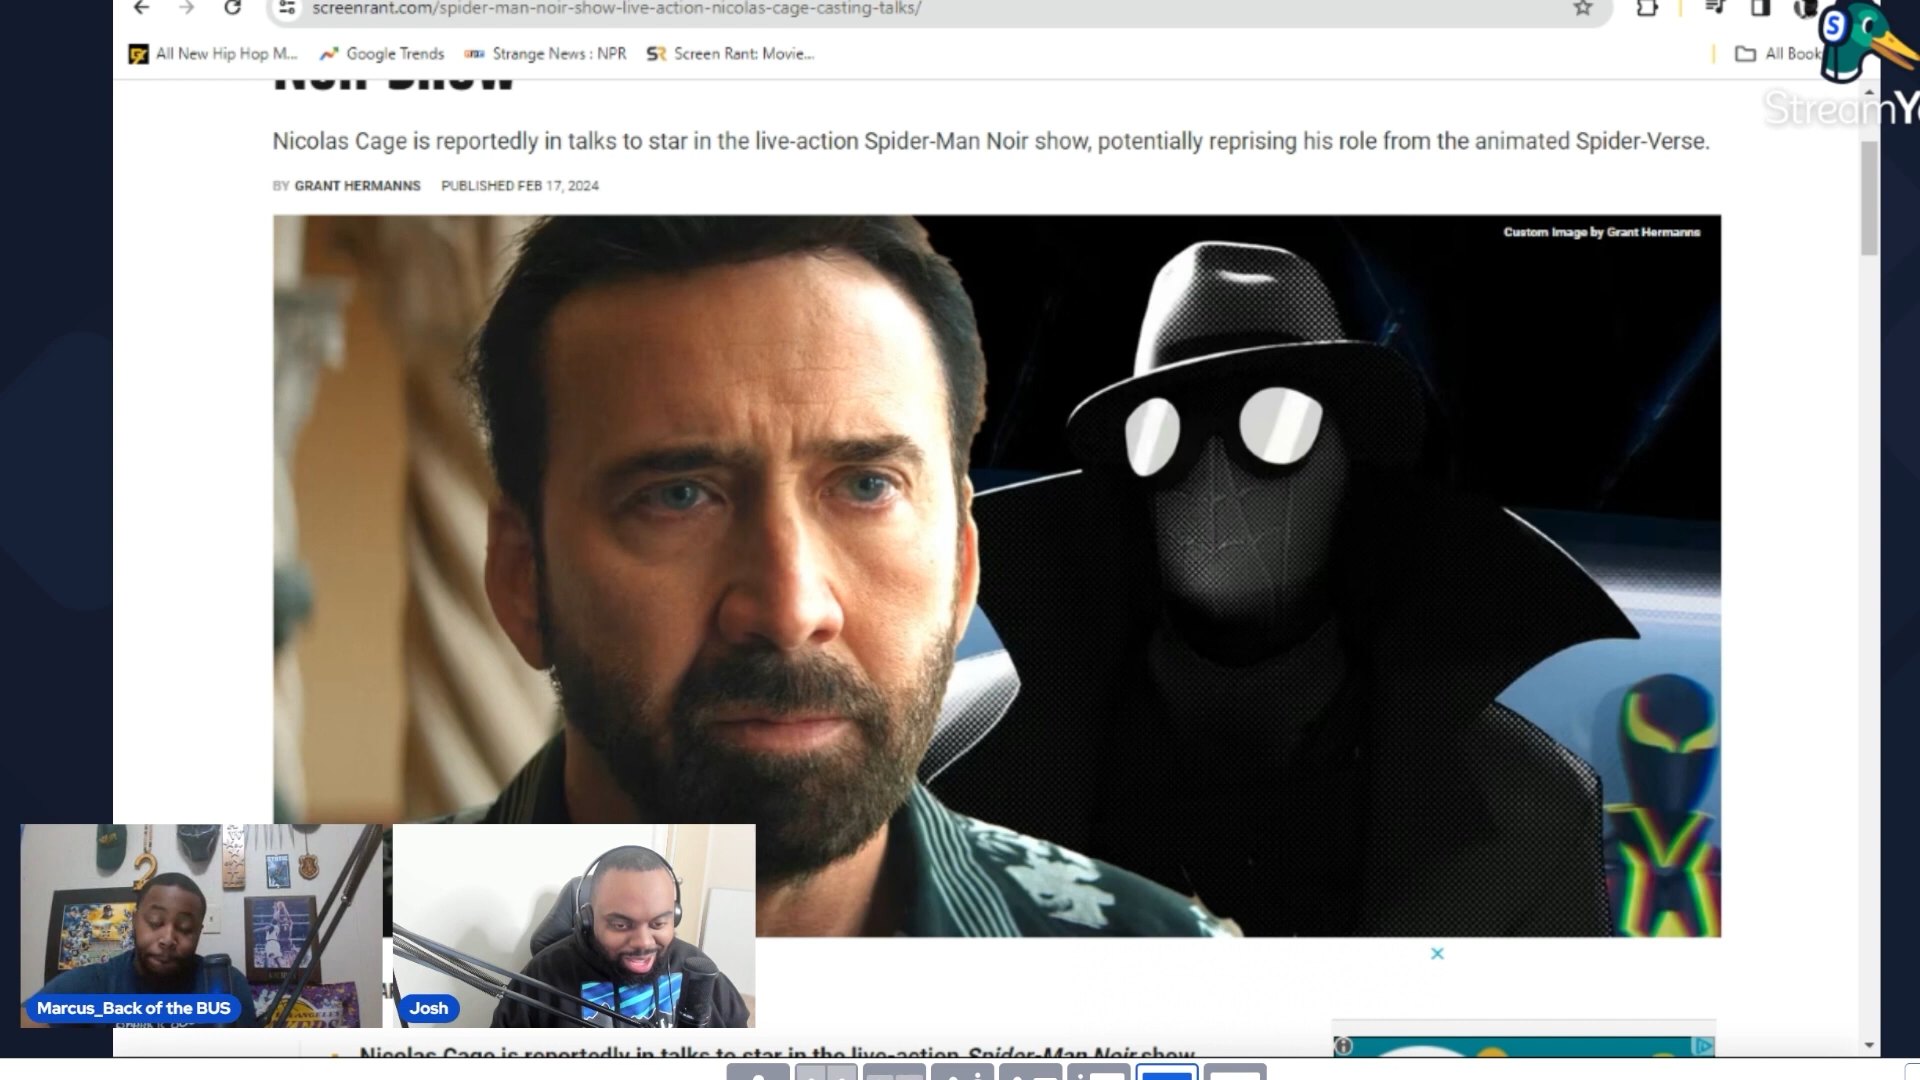 screenrant.com/spider-man-noir-show-live-action-nicolas-cage-casting-talks/
All New Hip Hop M...
Google Trends
Strange News : NPR
SR
Screen Rant: Movie...
All Book
S
StreamY
Noir Show
Nicolas Cage is reportedly in talks to star in the live-action Spider-Man Noir show, potentially reprising his role from the animated Spider-Verse.
BY GRANT HERMANNS PUBLISHED FEB 17, 2024
Custom Image by Grant Hermanns
Marcus_Back of the BUS
Josh
Nicolas Cage is reportedly in talks to star in the live-action Spider-Man Noir show